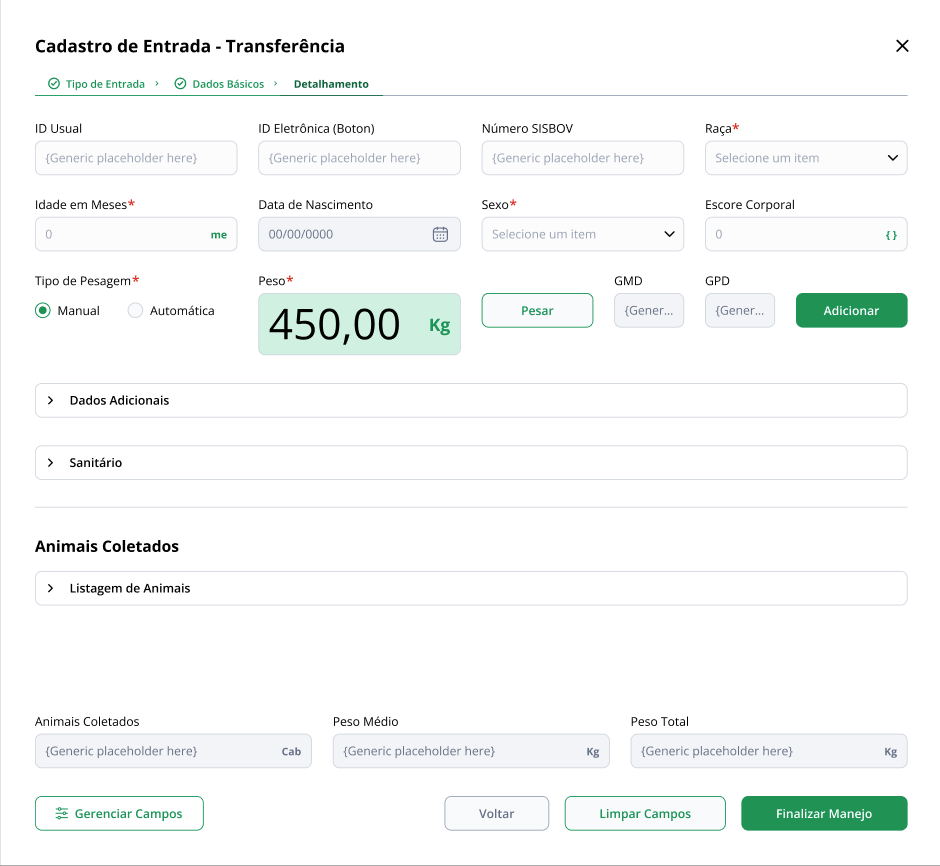 Cadastro de Entrada - Transferência
Tipo de Entrada Dados Básicos Detalhamento
ID Usual ID Eletrônica (Boton) Número SISBOV Raça*
{Generic placeholder here} {Generic placeholder here} {Generic placeholder here} Selecione um item
Idade em Meses* Data de Nascimento Sexo* Escore Corporal
0 me 00/00/0000 Selecione um item 0 { }
Tipo de Pesagem* Peso* GMD GPD
Manual Automática 450,00 Kg Pesar {Gener... {Gener... Adicionar
Dados Adicionais
Sanitário
Animais Coletados
Listagem de Animais
Animais Coletados Peso Médio Peso Total
{Generic placeholder here} Cab {Generic placeholder here} Kg {Generic placeholder here} Kg
Gerenciar Campos Voltar Limpar Campos Finalizar Manejo